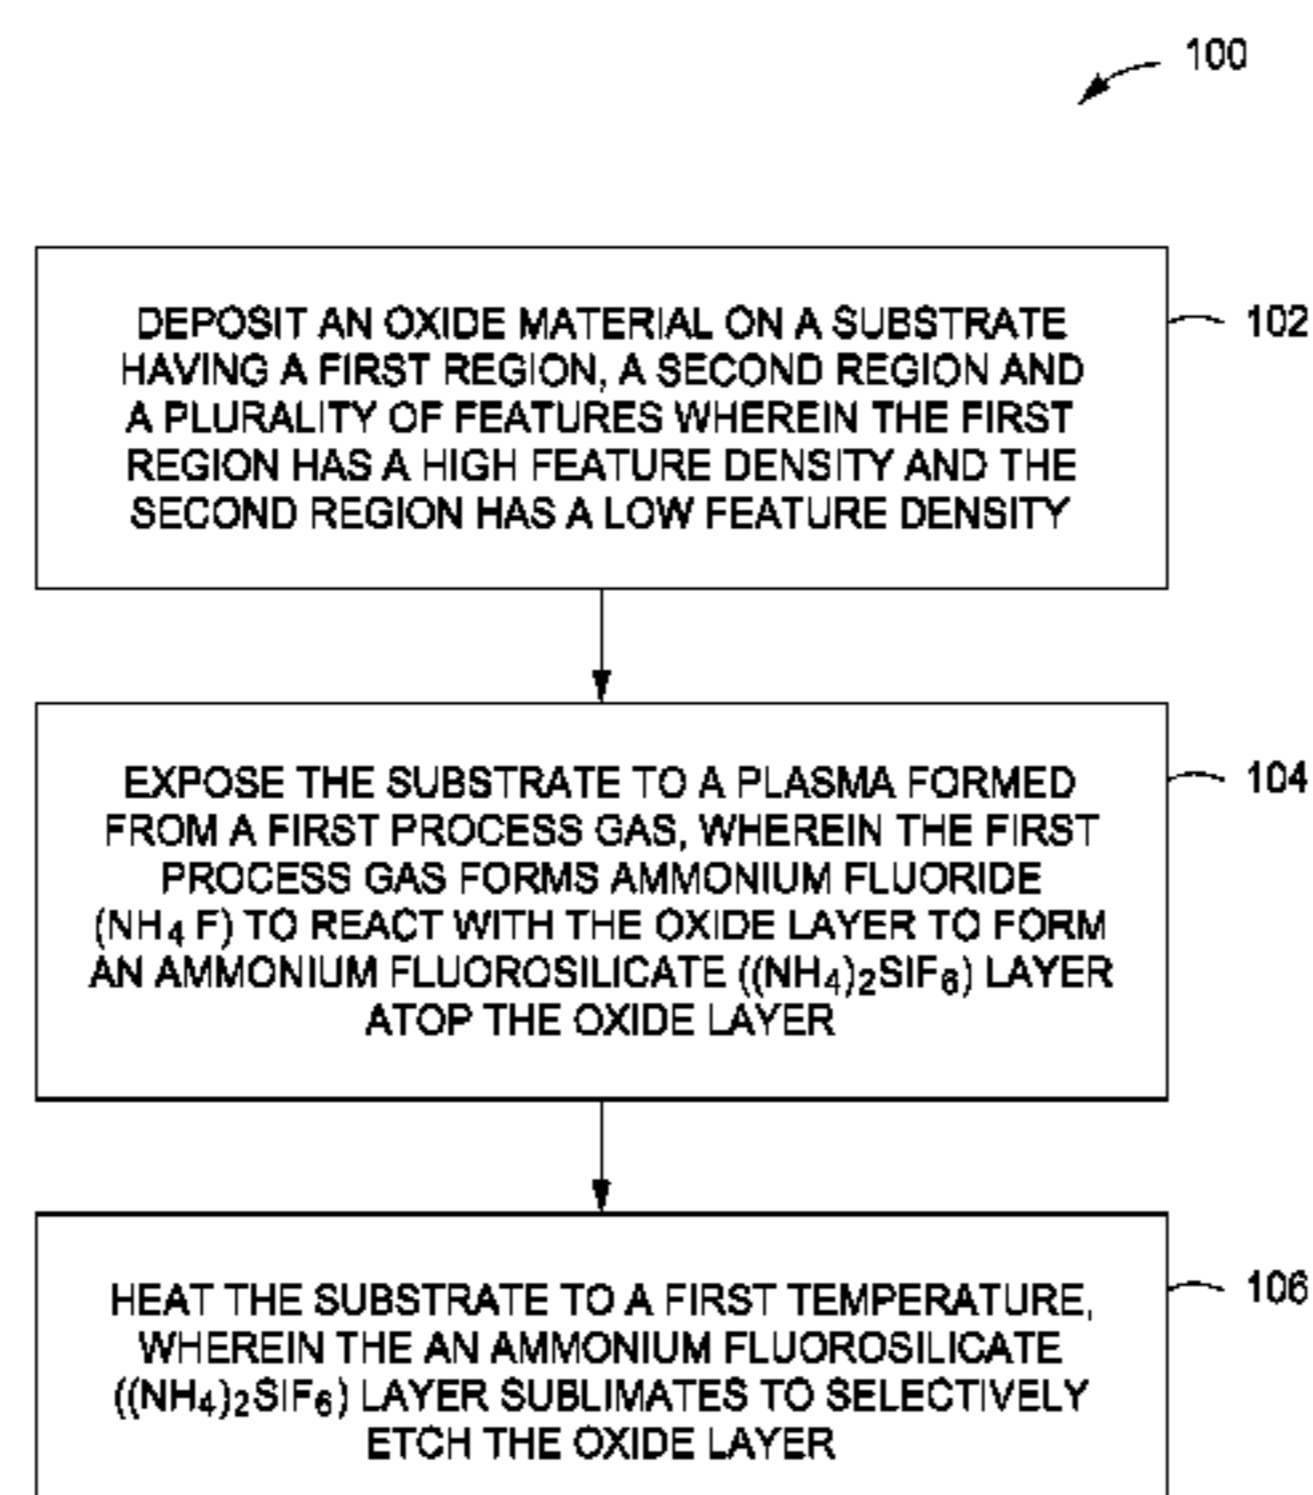 100
DEPOSIT AN OXIDE MATERIAL ON A SUBSTRATE
HAVING A FIRST REGION, A SECOND REGION AND
A PLURALITY OF FEATURES WHEREIN THE FIRST
REGION HAS A HIGH FEATURE DENSITY AND THE
SECOND REGION HAS A LOW FEATURE DENSITY
102
EXPOSE THE SUBSTRATE TO A PLASMA FORMED
FROM A FIRST PROCESS GAS, WHEREIN THE FIRST
PROCESS GAS FORMS AMMONIUM FLUORIDE
(NH₄ F) TO REACT WITH THE OXIDE LAYER TO FORM
AN AMMONIUM FLUOROSILICATE ((NH₄)₂SIF₆) LAYER
ATOP THE OXIDE LAYER
104
HEAT THE SUBSTRATE TO A FIRST TEMPERATURE,
WHEREIN THE AN AMMONIUM FLUOROSILICATE
((NH₄)₂SIF₆) LAYER SUBLIMATES TO SELECTIVELY
ETCH THE OXIDE LAYER
106